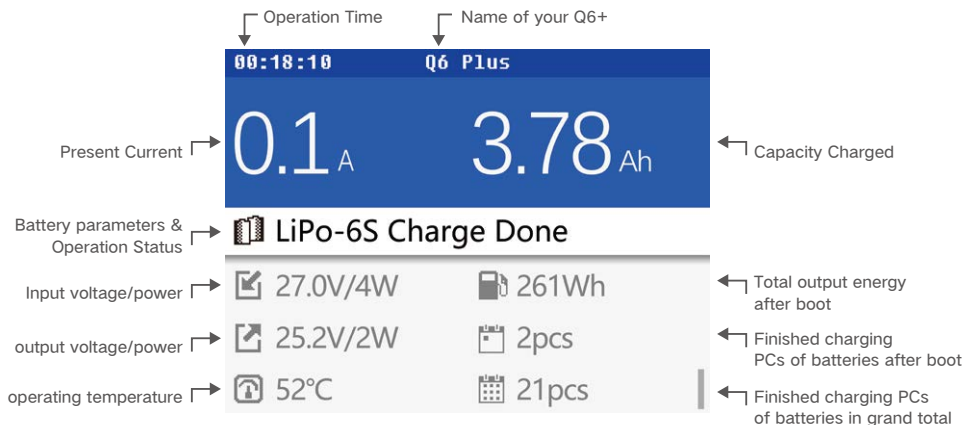 Operation Time
Name of your Q6+
00:18:10
Q6 Plus
Present Current
0.1 A
3.78 Ah
Capacity Charged
Battery parameters &
Operation Status
LiPo-6S Charge Done
Input voltage/power
27.0V/4W
261Wh
Total output energy
after boot
output voltage/power
25.2V/2W
2pcs
Finished charging
PCs of batteries after boot
operating temperature
52℃
21pcs
Finished charging PCs
of batteries in grand total